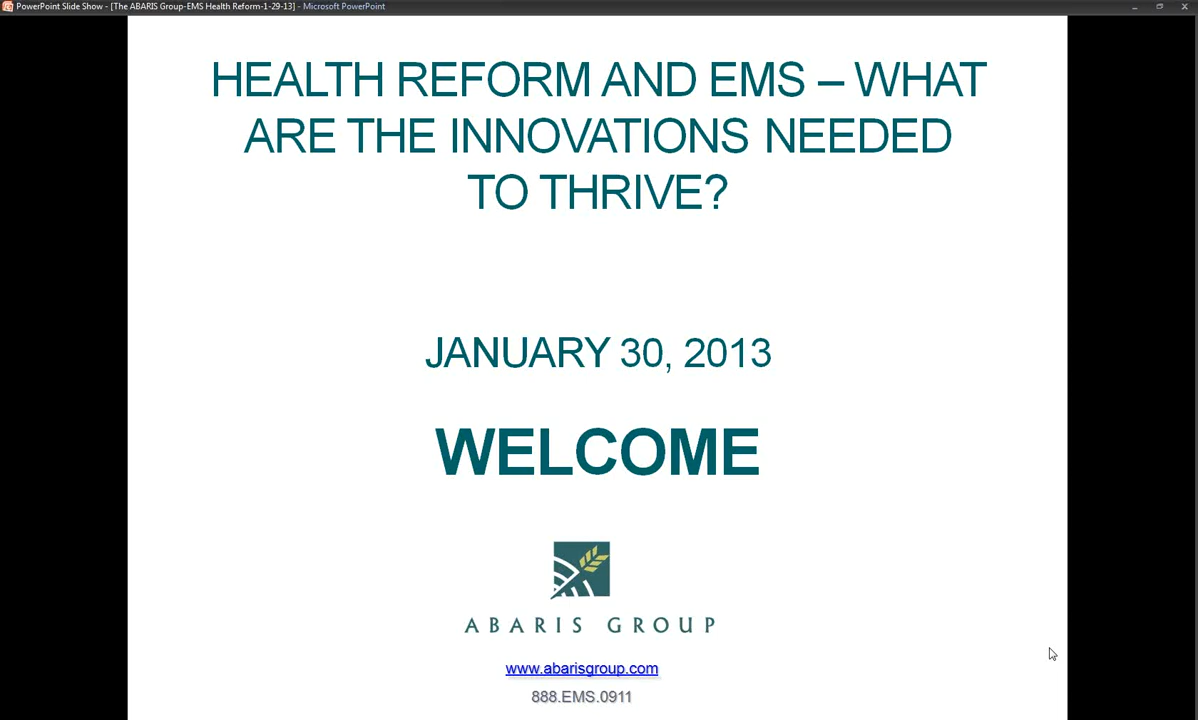 PowerPoint Slide Show - [The ABARIS Group-EMS Health Reform-1-29-13] - Microsoft PowerPoint
HEALTH REFORM AND EMS – WHAT
ARE THE INNOVATIONS NEEDED
TO THRIVE?
JANUARY 30, 2013
WELCOME
ABARIS GROUP
www.abarisgroup.com
888.EMS.0911